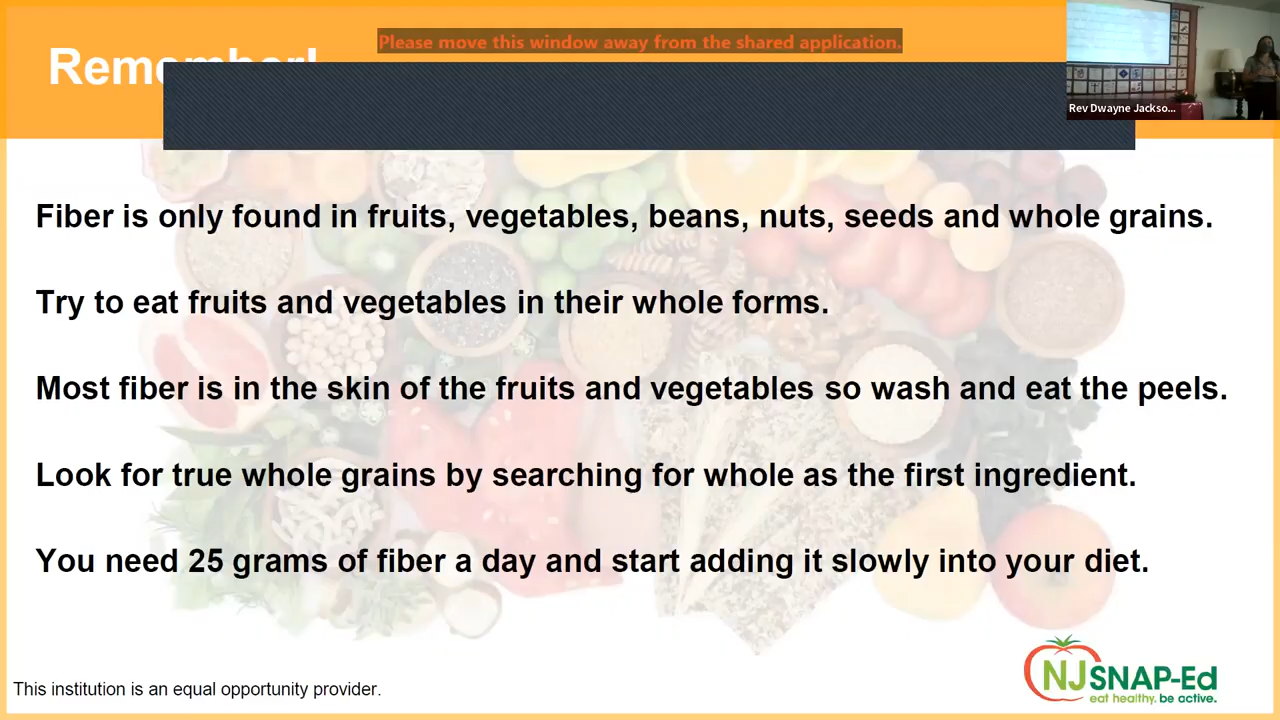 Please move this window away from the shared application.
Remember!
Rev Dwayne Jackso...
Fiber is only found in fruits, vegetables, beans, nuts, seeds and whole grains.
Try to eat fruits and vegetables in their whole forms.
Most fiber is in the skin of the fruits and vegetables so wash and eat the peels.
Look for true whole grains by searching for whole as the first ingredient.
You need 25 grams of fiber a day and start adding it slowly into your diet.
This institution is an equal opportunity provider.
NJSNAP-Ed
eat healthy. be active.